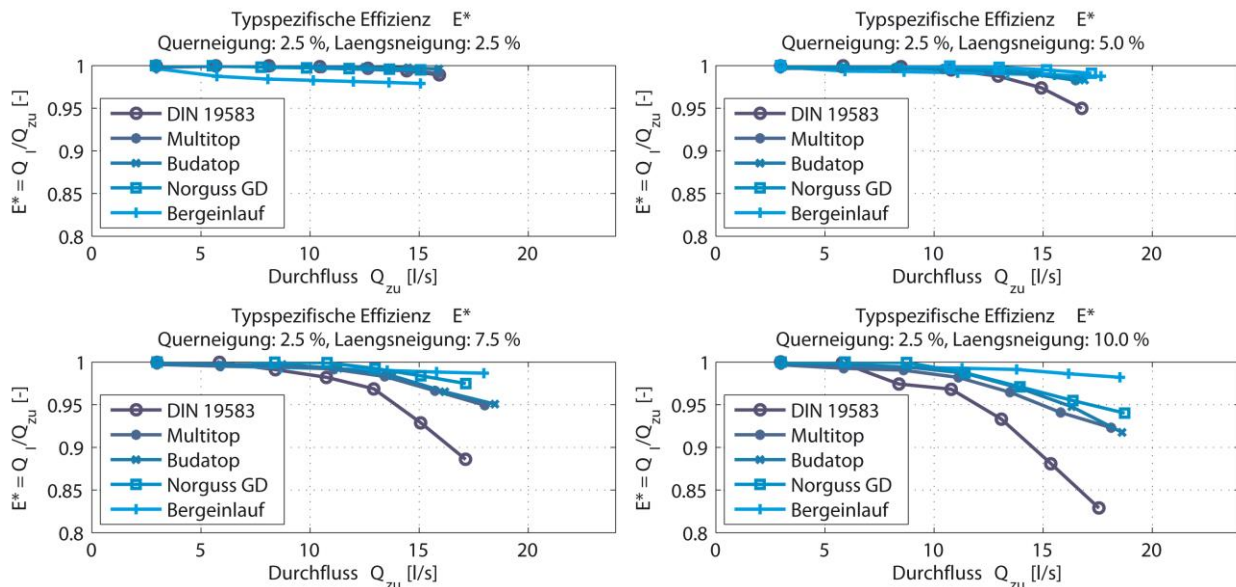 Typspezifische Effizienz E*
Querneigung: 2.5 %, Laengsneigung: 2.5 %
E* = Q_I/Q_zu [-]
1
0.95
0.9
0.85
0.8
DIN 19583
Multitop
Budatop
Norguss GD
Bergeinlauf
0 5 10 15 20
Durchfluss Q_zu [l/s]
Typspezifische Effizienz E*
Querneigung: 2.5 %, Laengsneigung: 5.0 %
E* = Q_I/Q_zu [-]
1
0.95
0.9
0.85
0.8
DIN 19583
Multitop
Budatop
Norguss GD
Bergeinlauf
0 5 10 15 20
Durchfluss Q_zu [l/s]
Typspezifische Effizienz E*
Querneigung: 2.5 %, Laengsneigung: 7.5 %
E* = Q_I/Q_zu [-]
1
0.95
0.9
0.85
0.8
DIN 19583
Multitop
Budatop
Norguss GD
Bergeinlauf
0 5 10 15 20
Durchfluss Q_zu [l/s]
Typspezifische Effizienz E*
Querneigung: 2.5 %, Laengsneigung: 10.0 %
E* = Q_I/Q_zu [-]
1
0.95
0.9
0.85
0.8
DIN 19583
Multitop
Budatop
Norguss GD
Bergeinlauf
0 5 10 15 20
Durchfluss Q_zu [l/s]